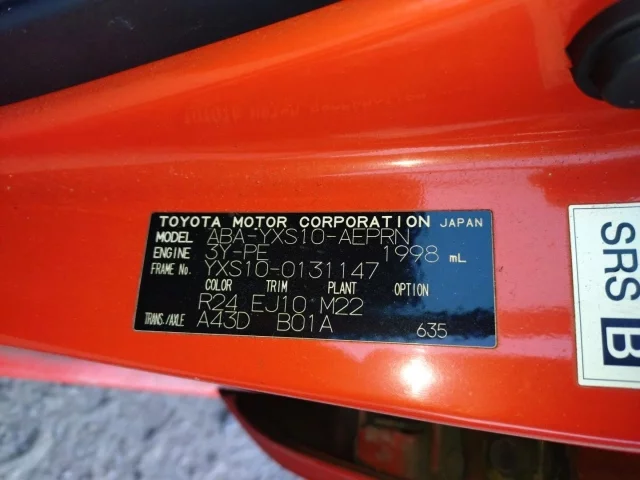 TOYOTA MOTOR CORPORATION JAPAN
MODEL ABA-YXS10-AEPRN
ENGINE 3Y-PE 1998 mL
FRAME No. YXS10-0131147
COLOR TRIM PLANT OPTION
R24 EJ10 M22
TRANS./AXLE A43D B01A 635
SRS B